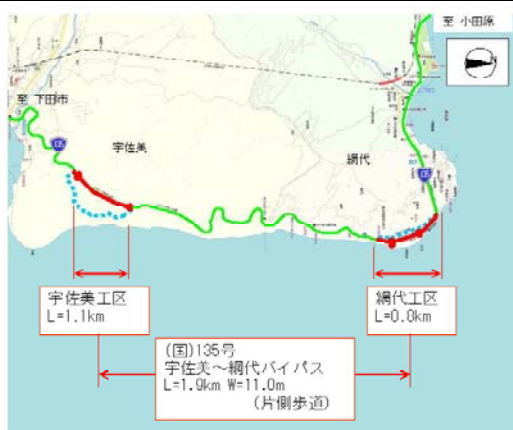 至 小田原
至 下田市
135
宇佐美
網代
135
宇佐美工区
L=1.1km
網代工区
L=0.8km
(国)135号
宇佐美～網代バイパス
L=1.9km W=11.0m
(片側歩道)